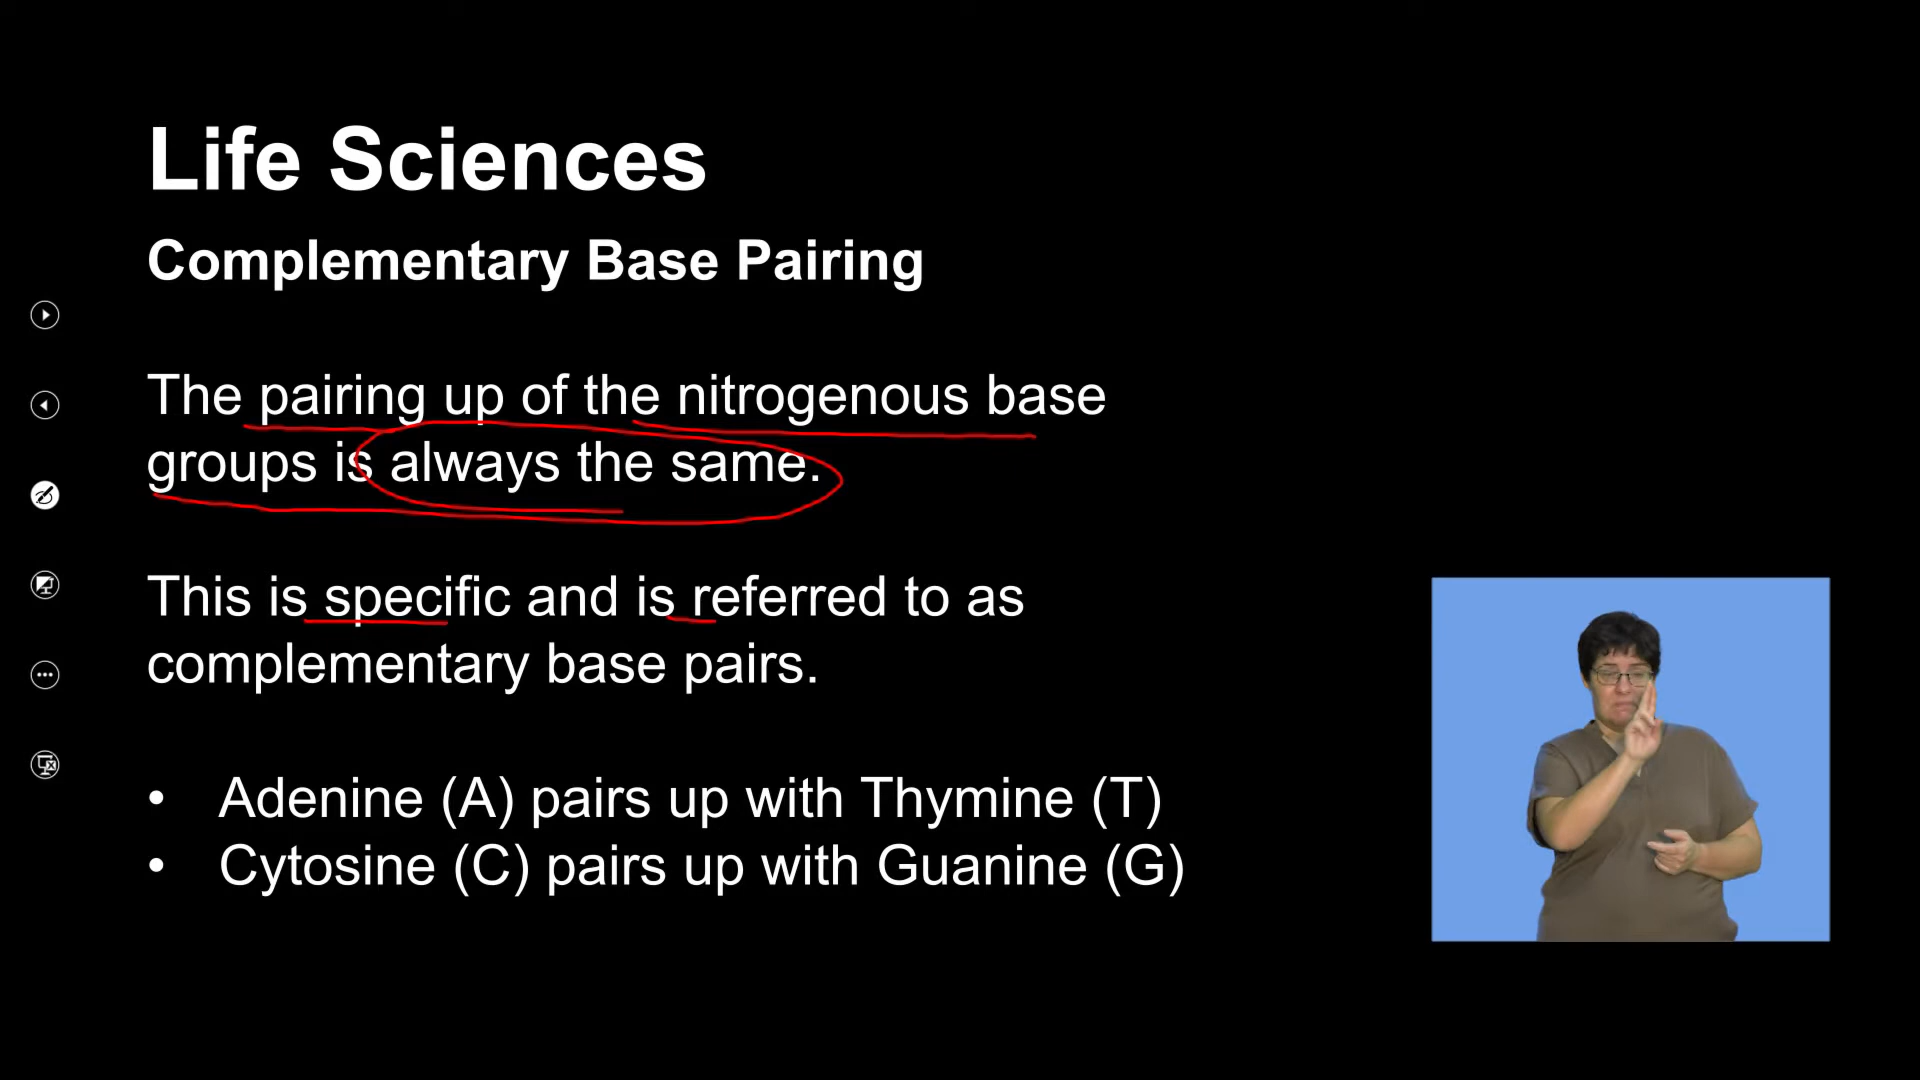 Life Sciences
Complementary Base Pairing
The pairing up of the nitrogenous base
groups is always the same.
This is specific and is referred to as
complementary base pairs.
• Adenine (A) pairs up with Thymine (T)
• Cytosine (C) pairs up with Guanine (G)